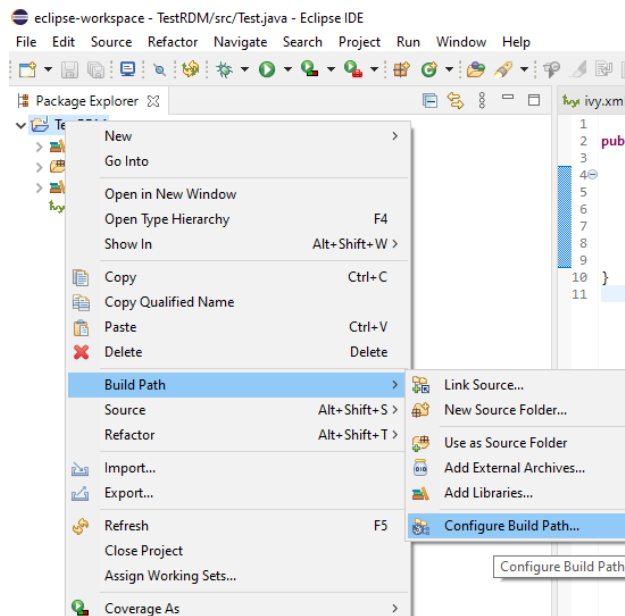 eclipse-workspace - TestRDM/src/Test.java - Eclipse IDE
File Edit Source Refactor Navigate Search Project Run Window Help
Package Explorer
ivy.xm
1
2 pub
3
4
5
6
7
8
9
10 }
11
New
Go Into
Open in New Window
Open Type Hierarchy F4
Show In Alt+Shift+W >
Copy Ctrl+C
Copy Qualified Name
Paste Ctrl+V
Delete Delete
Build Path >
Source Alt+Shift+S >
Refactor Alt+Shift+T >
Import...
Export...
Refresh F5
Close Project
Assign Working Sets...
Coverage As >
Link Source...
New Source Folder...
Use as Source Folder
Add External Archives...
Add Libraries...
Configure Build Path...
Configure Build Path